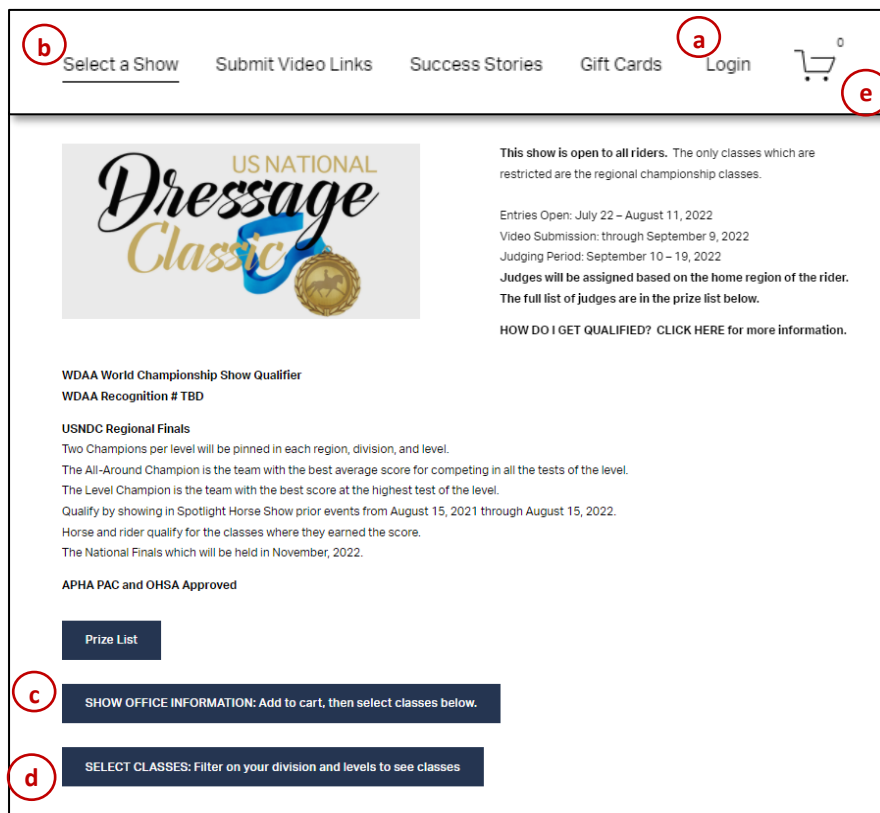 b
a
0
Select a Show Submit Video Links Success Stories Gift Cards Login
e
US NATIONAL
Dressage
Classic
This show is open to all riders. The only classes which are
restricted are the regional championship classes.
Entries Open: July 22 – August 11, 2022
Video Submission: through September 9, 2022
Judging Period: September 10 – 19, 2022
Judges will be assigned based on the home region of the rider.
The full list of judges are in the prize list below.
HOW DO I GET QUALIFIED? CLICK HERE for more information.
WDAA World Championship Show Qualifier
WDAA Recognition # TBD
USNDC Regional Finals
Two Champions per level will be pinned in each region, division, and level.
The All-Around Champion is the team with the best average score for competing in all the tests of the level.
The Level Champion is the team with the best score at the highest test of the level.
Qualify by showing in Spotlight Horse Show prior events from August 15, 2021 through August 15, 2022.
Horse and rider qualify for the classes where they earned the score.
The National Finals which will be held in November, 2022.
APHA PAC and OHSA Approved
Prize List
c
SHOW OFFICE INFORMATION: Add to cart, then select classes below.
d
SELECT CLASSES: Filter on your division and levels to see classes